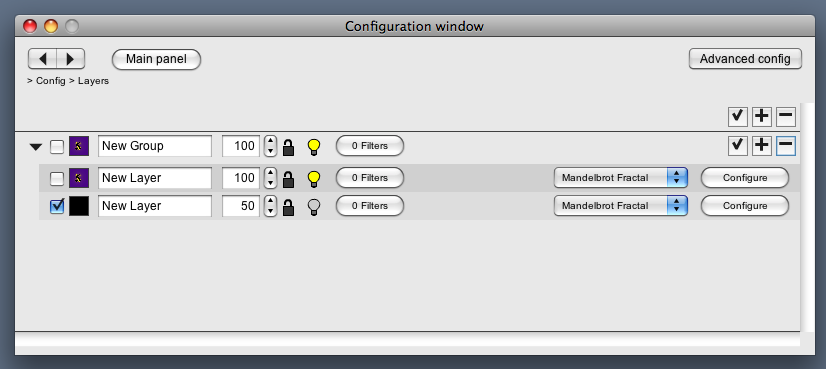 Configuration window
Main panel Advanced config
> Config > Layers
New Group 100 0 Filters
New Layer 100 0 Filters Mandelbrot Fractal Configure
New Layer 50 0 Filters Mandelbrot Fractal Configure